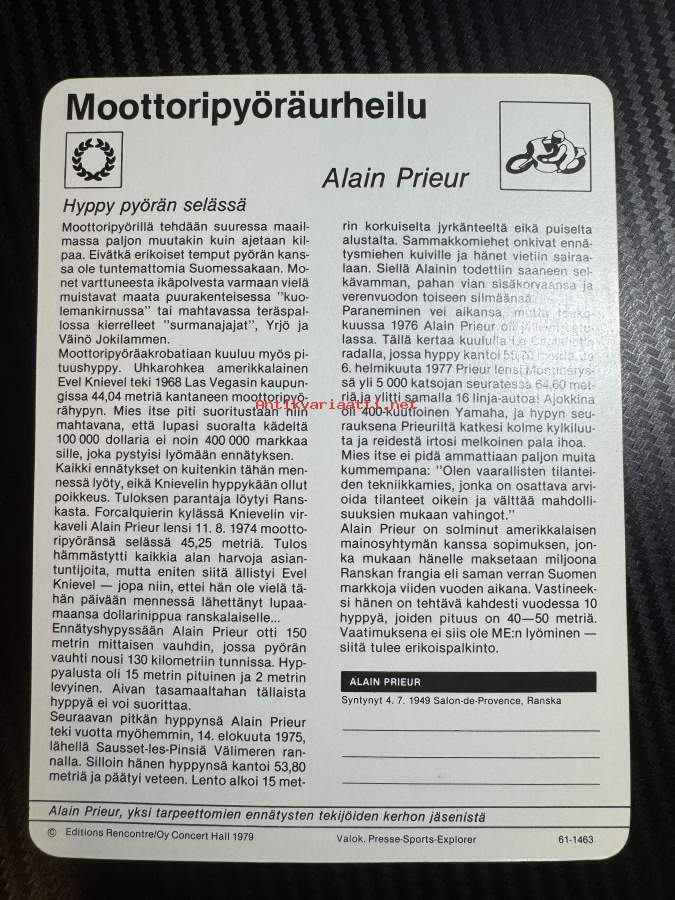 Moottoripyöräurheilu
Alain Prieur
Hyppy pyörän selässä
Moottoripyörillä tehdään suuressa maail-
massa paljon muutakin kuin ajetaan kil-
paa. Eivätkä erikoiset temput pyörän kans-
sa ole tuntemattomia Suomessakaan. Mo-
net varttuneesta ikäpolvesta varmaan vielä
muistavat maata puurakenteisessa "kuo-
lemankirnussa" tai mahtavassa teräspal-
lossa kierrelleet "surmanajajat", Yrjö ja
Väinö Jokilammen.
Moottoripyöräakrobatiaan kuuluu myös pi-
tuushyppy. Uhkarohkea amerikkalainen
Evel Knievel teki 1968 Las Vegasin kaupun-
gissa 44,04 metriä kantaneen moottoripyö-
rähypyn. Mies itse piti suoritustaan niin
mahtavana, että lupasi suoralta kädeltä
100 000 dollaria ei noin 400 000 markkaa
sille, joka pystyisi lyömään ennätyksen.
Kaikki ennätykset on kuitenkin tähän men-
nessä lyöty, eikä Knievelin hyppykään ollut
poikkeus. Tuloksen parantaja löytyi Rans-
kasta. Forcalquierin kylässä Knievelin vir-
kaveli Alain Prieur lensi 11. 8. 1974 mootto-
ripyöränsä selässä 45,25 metriä. Tulos
hämmästytti kaikkia alan harvoja asian-
tuntijoita, mutta eniten siitä ällistyi Evel
Knievel — jopa niin, ettei hän ole vielä tä-
hän päivään mennessä lähettänyt lupaa-
maansa dollarinippua ranskalaiselle...
Ennätyshypyssään Alain Prieur otti 150
metrin mittaisen vauhdin, jossa pyörän
vauhti nousi 130 kilometriin tunnissa. Hyp-
pyalusta oli 15 metrin pituinen ja 2 metrin
levyinen. Aivan tasamaaltahan tällaista
hyppyä ei voi suorittaa.
Seuraavan pitkän hyppynsä Alain Prieur
teki vuotta myöhemmin, 14. elokuuta 1975,
lähellä Sausset-les-Pinsiä Välimeren ran-
nalla. Silloin hänen hyppynsä kantoi 53,80
metriä ja päätyi veteen. Lento alkoi 15 met-
rin korkuiselta jyrkänteeltä eikä puiselta
alustalta. Sammakkomiehet onkivat ennä-
tysmiehen kuiville ja hänet vietiin sairaa-
laan. Siellä Alainin todettiin saaneen sel-
kävamman, pahan vian sisäkorvaansa ja
verenvuodon toiseen silmäänsä.
Paraneminen vei aikansa, mutta touko-
kuussa 1976 Alain Prieur oli jälleen
lassa. Tällä kertaa kuululla Le
radalla, jossa hyppy kantoi
6. helmikuuta 1977 Prieur lensi
sä yli 5 000 katsojan seuratessa 64,60 met-
riä ja ylitti samalla 16 linja-autoa! Ajokkina
oli 400-kuutioinen Yamaha, ja hypyn seu-
rauksena Prieuriltä katkesi kolme kylkiluu-
ta ja reidestä irtosi melkoinen pala ihoa.
Mies itse ei pidä ammattiaan paljon muita
kummempana: "Olen vaarallisten tilantei-
den tekniikkamies, jonka on osattava arvi-
oida tilanteet oikein ja välttää mahdolli-
suuksien mukaan vahingot."
Alain Prieur on solminut amerikkalaisen
mainosyhtymän kanssa sopimuksen, jon-
ka mukaan hänelle maksetaan miljoona
Ranskan frangia eli saman verran Suomen
markkoja viiden vuoden aikana. Vastineek-
si hänen on tehtävä kahdesti vuodessa 10
hyppyä, joiden pituus on 40—50 metriä.
Vaatimuksena ei siis ole ME:n lyöminen —
siitä tulee erikoispalkinto.
ALAIN PRIEUR
Syntynyt 4. 7. 1949 Salon-de-Provence, Ranska
Alain Prieur, yksi tarpeettomien ennätysten tekijöiden kerhon jäsenistä
© Editions Rencontre/Oy Concert Hall 1979
Valok. Presse-Sports-Explorer
61-1463
Antikvariaatti.net